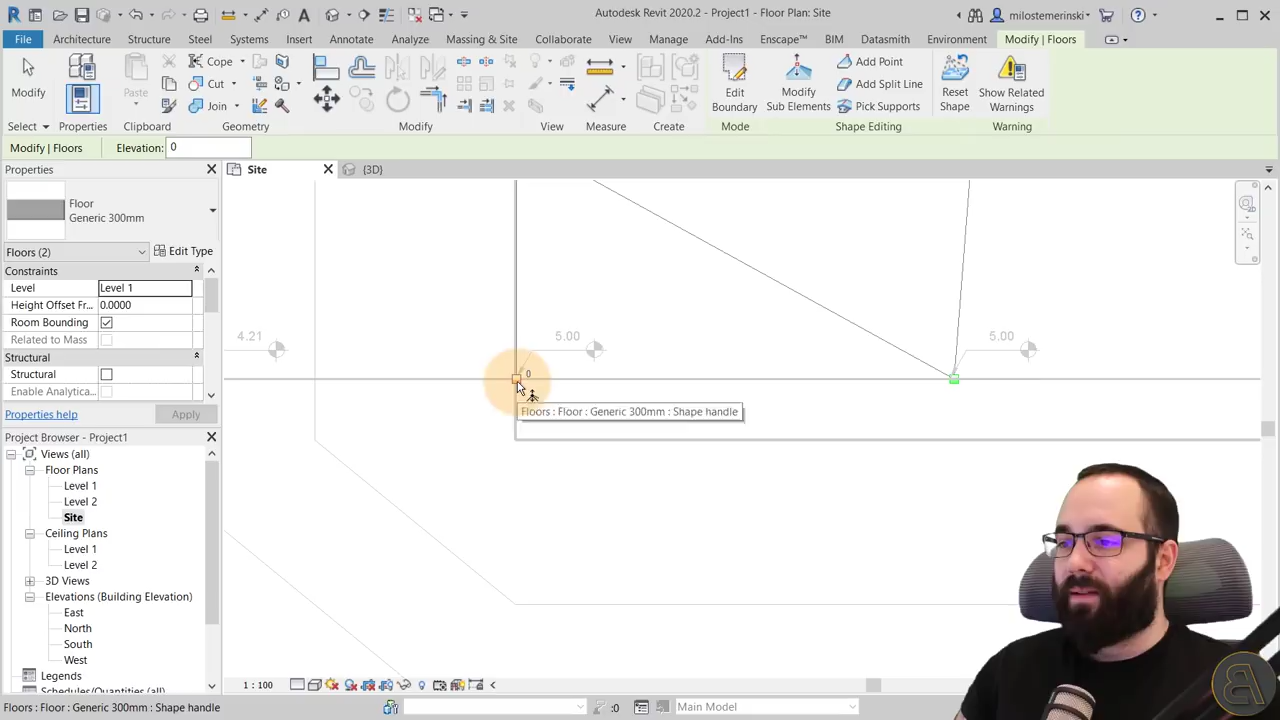 Autodesk Revit 2020.2 - Project1 - Floor Plan: Site
milostemerinski
File
Architecture
Structure
Steel
Systems
Insert
Annotate
Analyze
Massing & Site
Collaborate
View
Manage
Add-Ins
Enscape™
BIM
Datasmith
Environment
Modify | Floors
Modify
Paste
Cope
Cut
Join
Edit
Boundary
Modify
Sub Elements
Add Point
Add Split Line
Pick Supports
Reset
Shape
Show Related
Warnings
Select
Properties
Clipboard
Geometry
Modify
View
Measure
Create
Mode
Shape Editing
Warning
Modify | Floors
Elevation: 0
Properties
Site
{3D}
Floor
Generic 300mm
Floors (2)
Edit Type
Constraints
Level Level 1
Height Offset Fr... 0.0000
Room Bounding
Related to Mass
Structural
Structural
Enable Analytica...
Properties help
Apply
Project Browser - Project1
Views (all)
Floor Plans
Level 1
Level 2
Site
Ceiling Plans
Level 1
Level 2
3D Views
Elevations (Building Elevation)
East
North
South
West
Legends
Schedules/Quantities (all)
4.21
5.00
5.00
0
Floors : Floor : Generic 300mm : Shape handle
1 : 100
Floors : Floor : Generic 300mm : Shape handle
:0
Main Model